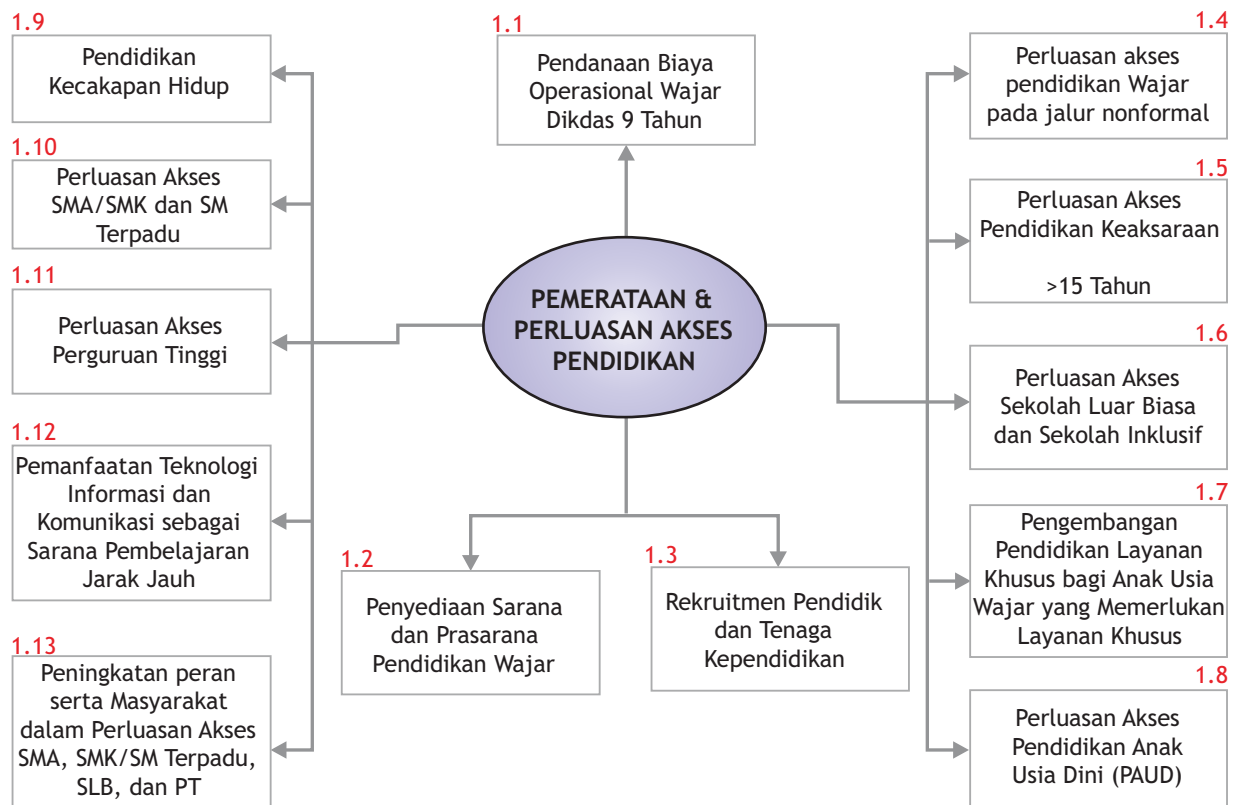 1.9
Pendidikan
Kecakapan Hidup
1.10
Perluasan Akses
SMA/SMK dan SM
Terpadu
1.11
Perluasan Akses
Perguruan Tinggi
1.12
Pemanfaatan Teknologi
Informasi dan
Komunikasi sebagai
Sarana Pembelajaran
Jarak Jauh
1.13
Peningkatan peran
serta Masyarakat
dalam Perluasan Akses
SMA, SMK/SM Terpadu,
SLB, dan PT
1.1
Pendanaan Biaya
Operasional Wajar
Dikdas 9 Tahun
PEMERATAAN &
PERLUASAN AKSES
PENDIDIKAN
1.2
Penyediaan Sarana
dan Prasarana
Pendidikan Wajar
1.3
Rekruitmen Pendidik
dan Tenaga
Kependidikan
1.4
Perluasan akses
pendidikan Wajar
pada jalur nonformal
1.5
Perluasan Akses
Pendidikan Keaksaraan
>15 Tahun
1.6
Perluasan Akses
Sekolah Luar Biasa
dan Sekolah Inklusif
1.7
Pengembangan
Pendidikan Layanan
Khusus bagi Anak Usia
Wajar yang Memerlukan
Layanan Khusus
1.8
Perluasan Akses
Pendidikan Anak
Usia Dini (PAUD)